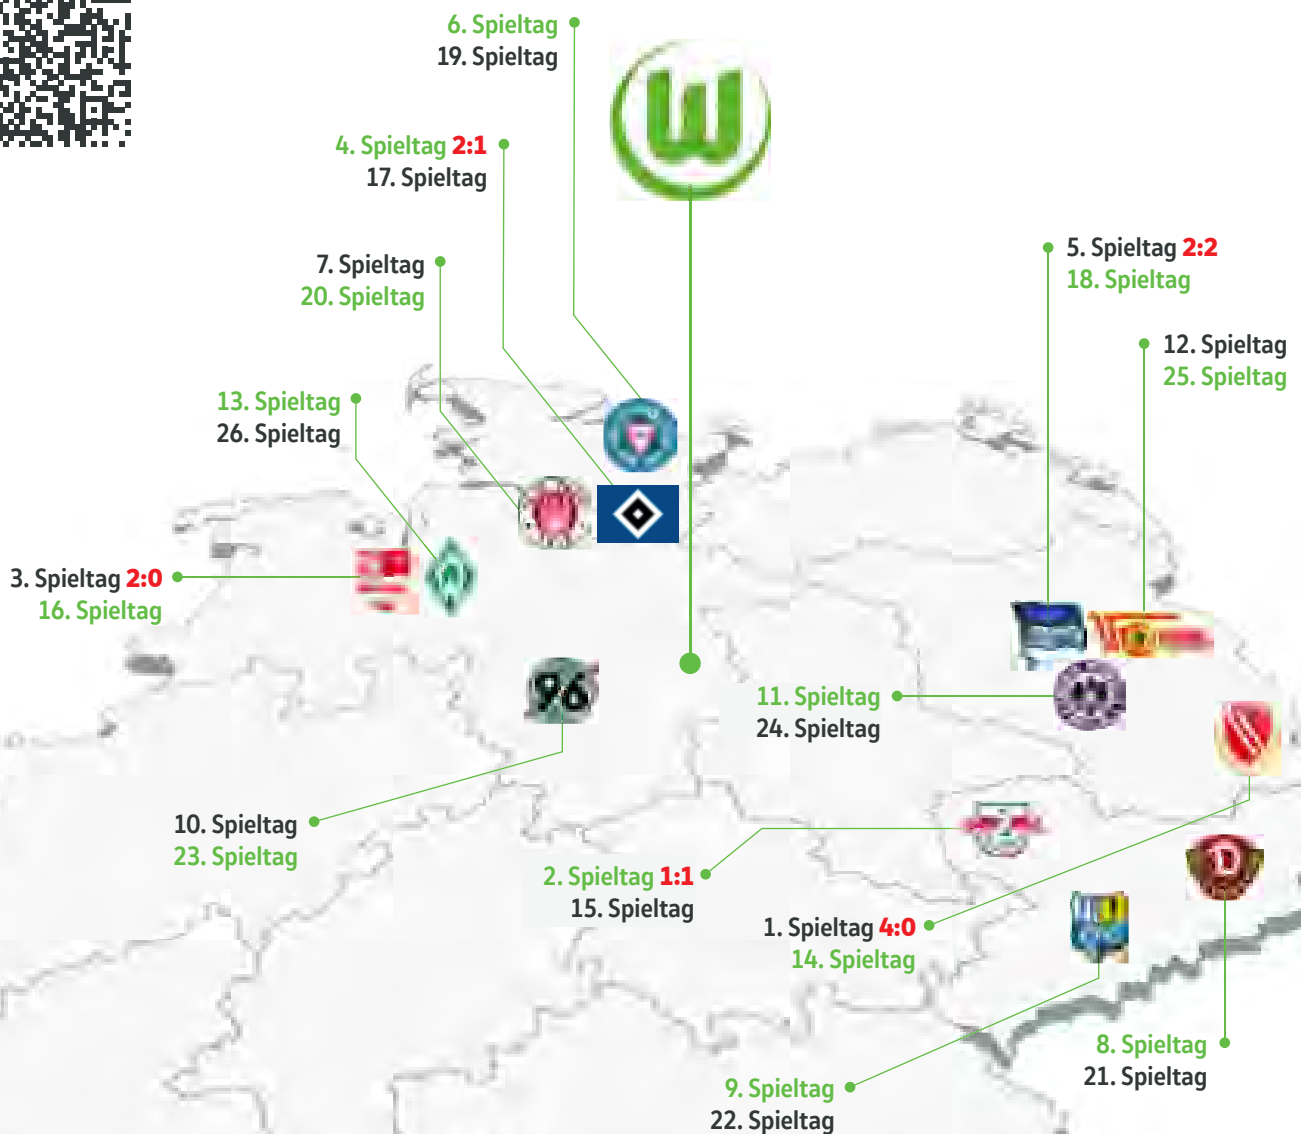 6. Spieltag
19. Spieltag
W
4. Spieltag 2:1
17. Spieltag
5. Spieltag 2:2
18. Spieltag
7. Spieltag
20. Spieltag
12. Spieltag
25. Spieltag
13. Spieltag
26. Spieltag
3. Spieltag 2:0
16. Spieltag
96
11. Spieltag
24. Spieltag
10. Spieltag
23. Spieltag
2. Spieltag 1:1
15. Spieltag
D
1. Spieltag 4:0
14. Spieltag
8. Spieltag
21. Spieltag
9. Spieltag
22. Spieltag